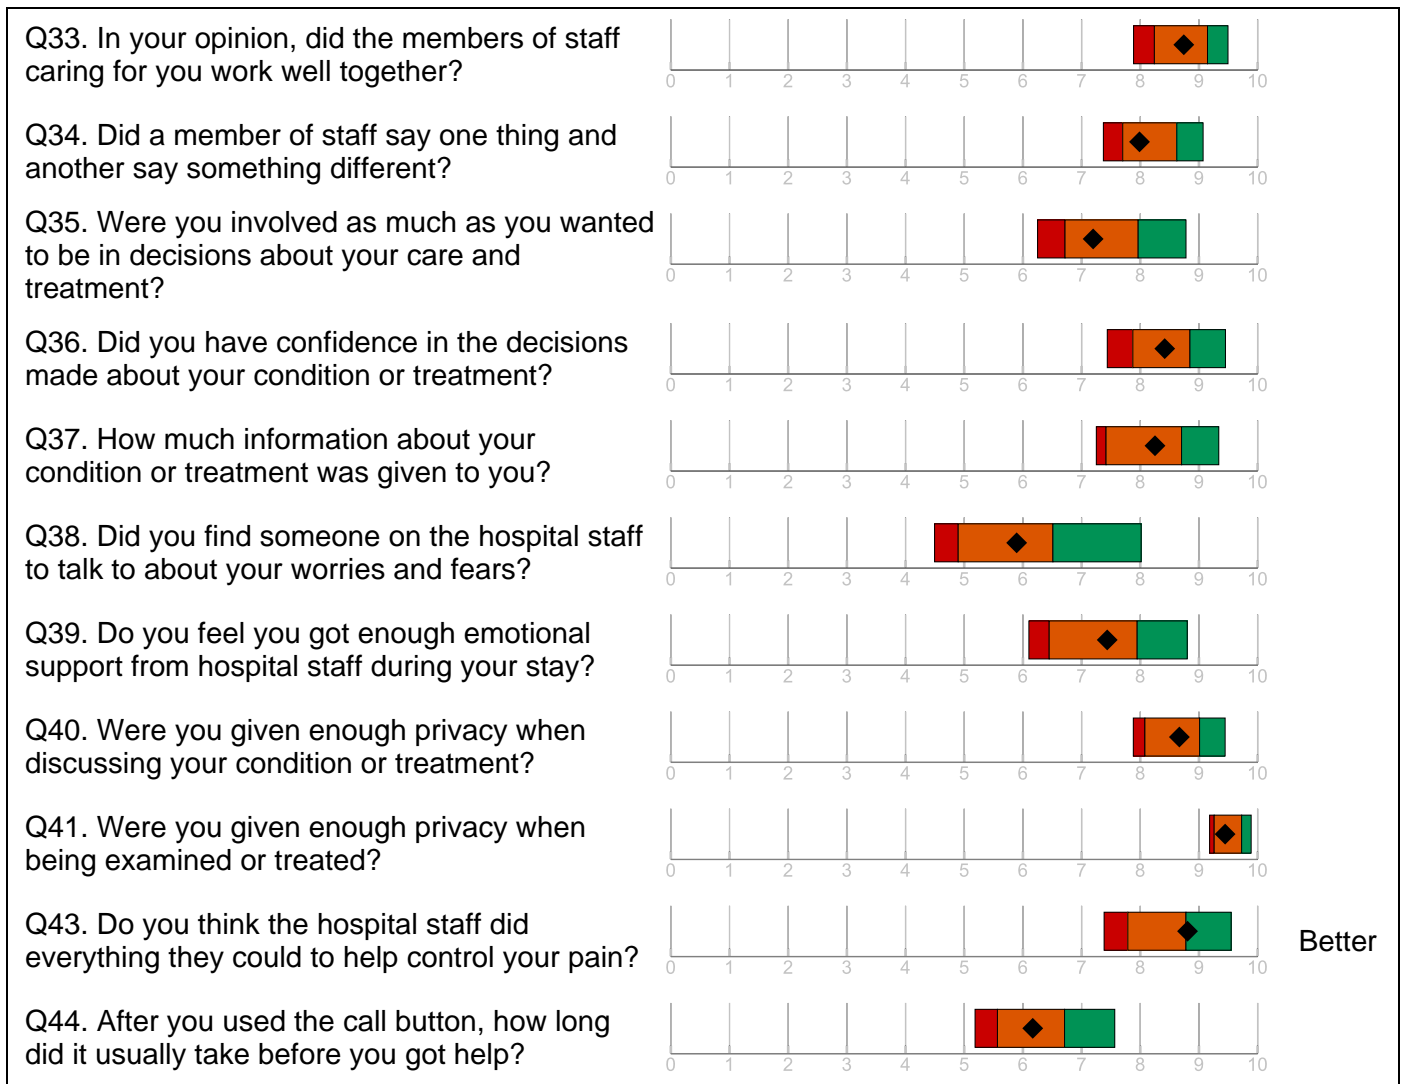 Q33. In your opinion, did the members of staff
caring for you work well together?
0 1 2 3 4 5 6 7 8 9 10
Q34. Did a member of staff say one thing and
another say something different?
0 1 2 3 4 5 6 7 8 9 10
Q35. Were you involved as much as you wanted
to be in decisions about your care and
treatment?
0 1 2 3 4 5 6 7 8 9 10
Q36. Did you have confidence in the decisions
made about your condition or treatment?
0 1 2 3 4 5 6 7 8 9 10
Q37. How much information about your
condition or treatment was given to you?
0 1 2 3 4 5 6 7 8 9 10
Q38. Did you find someone on the hospital staff
to talk to about your worries and fears?
0 1 2 3 4 5 6 7 8 9 10
Q39. Do you feel you got enough emotional
support from hospital staff during your stay?
0 1 2 3 4 5 6 7 8 9 10
Q40. Were you given enough privacy when
discussing your condition or treatment?
0 1 2 3 4 5 6 7 8 9 10
Q41. Were you given enough privacy when
being examined or treated?
0 1 2 3 4 5 6 7 8 9 10
Q43. Do you think the hospital staff did
everything they could to help control your pain?
0 1 2 3 4 5 6 7 8 9 10
Better
Q44. After you used the call button, how long
did it usually take before you got help?
0 1 2 3 4 5 6 7 8 9 10